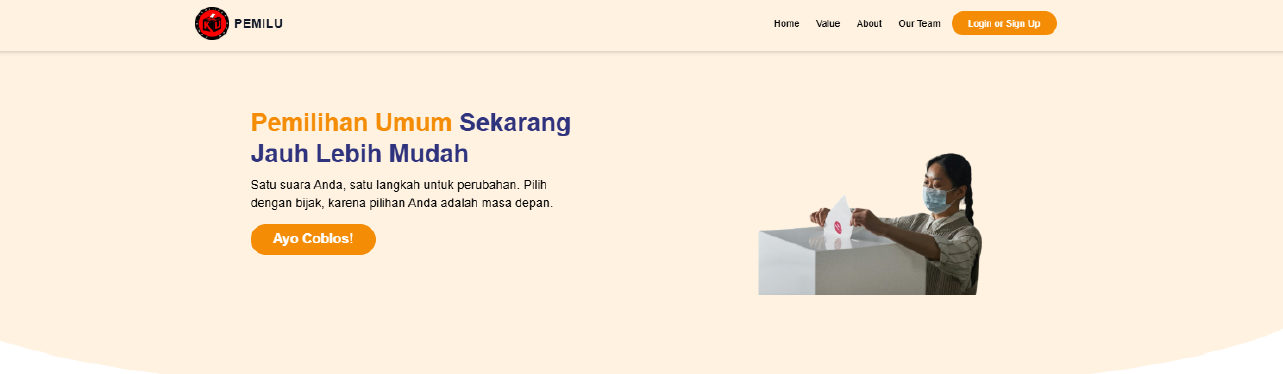 PEMILU
Home
Value
About
Our Team
Login or Sign Up
Pemilihan Umum Sekarang
Jauh Lebih Mudah
Satu suara Anda, satu langkah untuk perubahan. Pilih
dengan bijak, karena pilihan Anda adalah masa depan.
Ayo Coblos!